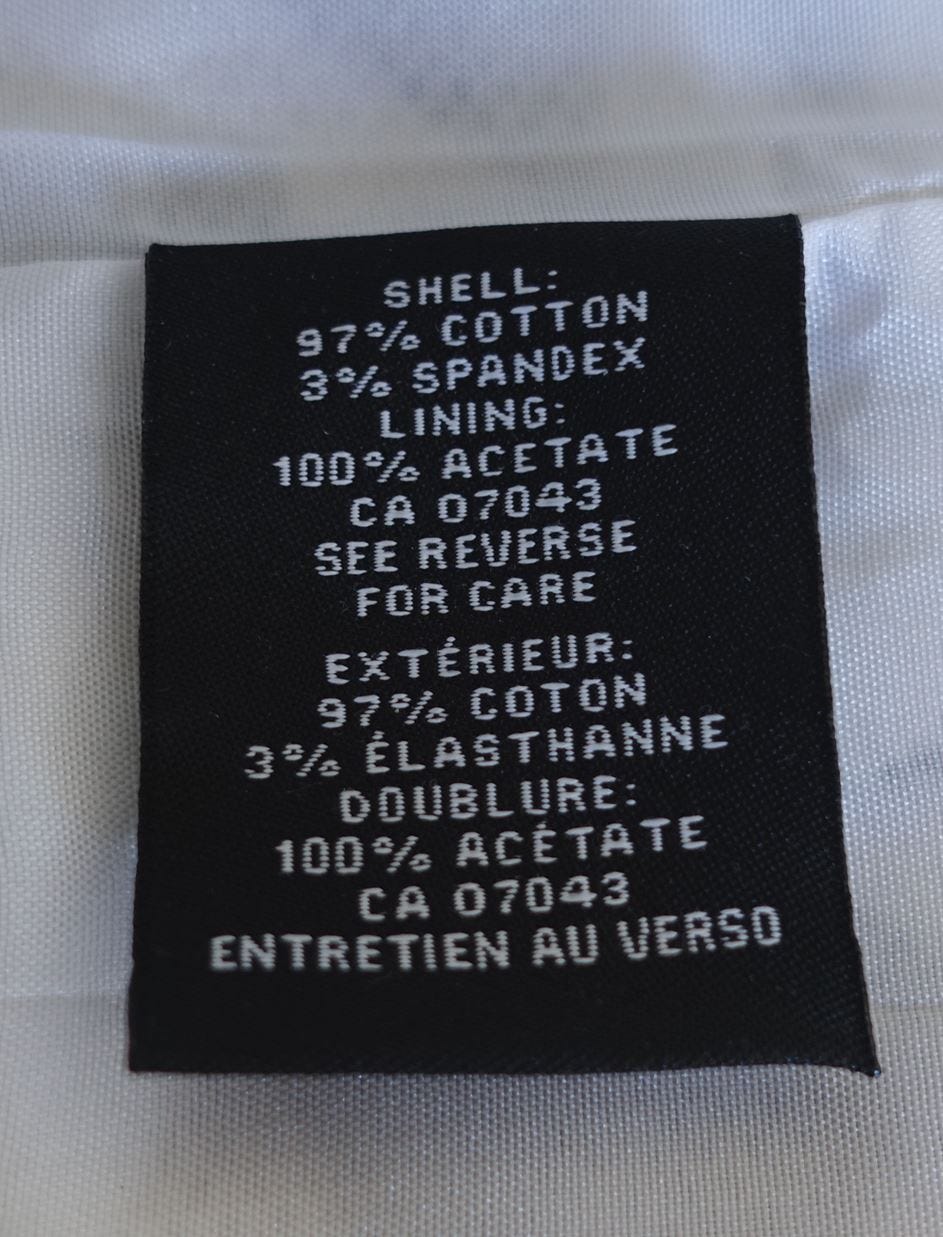 SHELL:
97% COTTON
3% SPANDEX
LINING:
100% ACETATE
CA 07043
SEE REVERSE
FOR CARE
EXTÉRIEUR:
97% COTON
3% ÉLASTHANNE
DOUBLURE:
100% ACÉTATE
CA 07043
ENTRETIEN AU VERSO